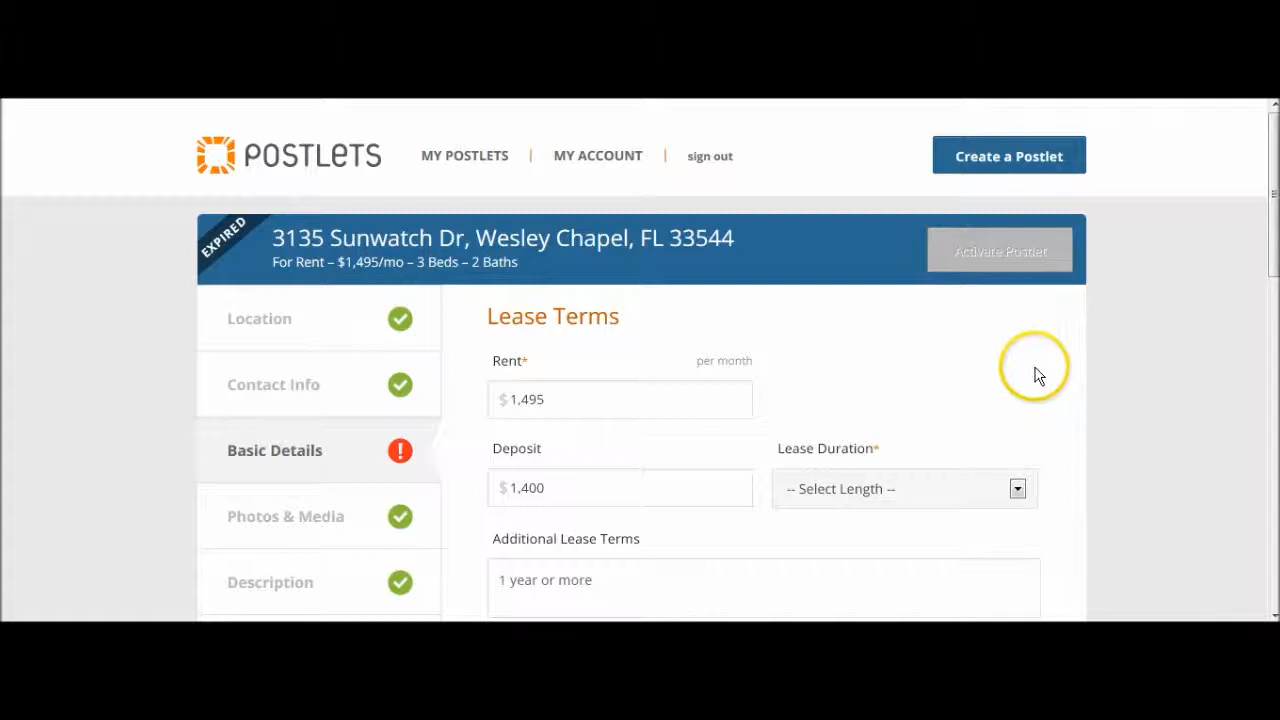 POSTLETS
MY POSTLETS | MY ACCOUNT | sign out
Create a Postlet
EXPIRED
3135 Sunwatch Dr, Wesley Chapel, FL 33544
For Rent – $1,495/mo – 3 Beds – 2 Baths
Activate Postlet
Location
Contact Info
Basic Details
!
Photos & Media
Description
Lease Terms
Rent* per month
$ 1,495
Deposit
$ 1,400
Lease Duration*
-- Select Length --
Additional Lease Terms
1 year or more